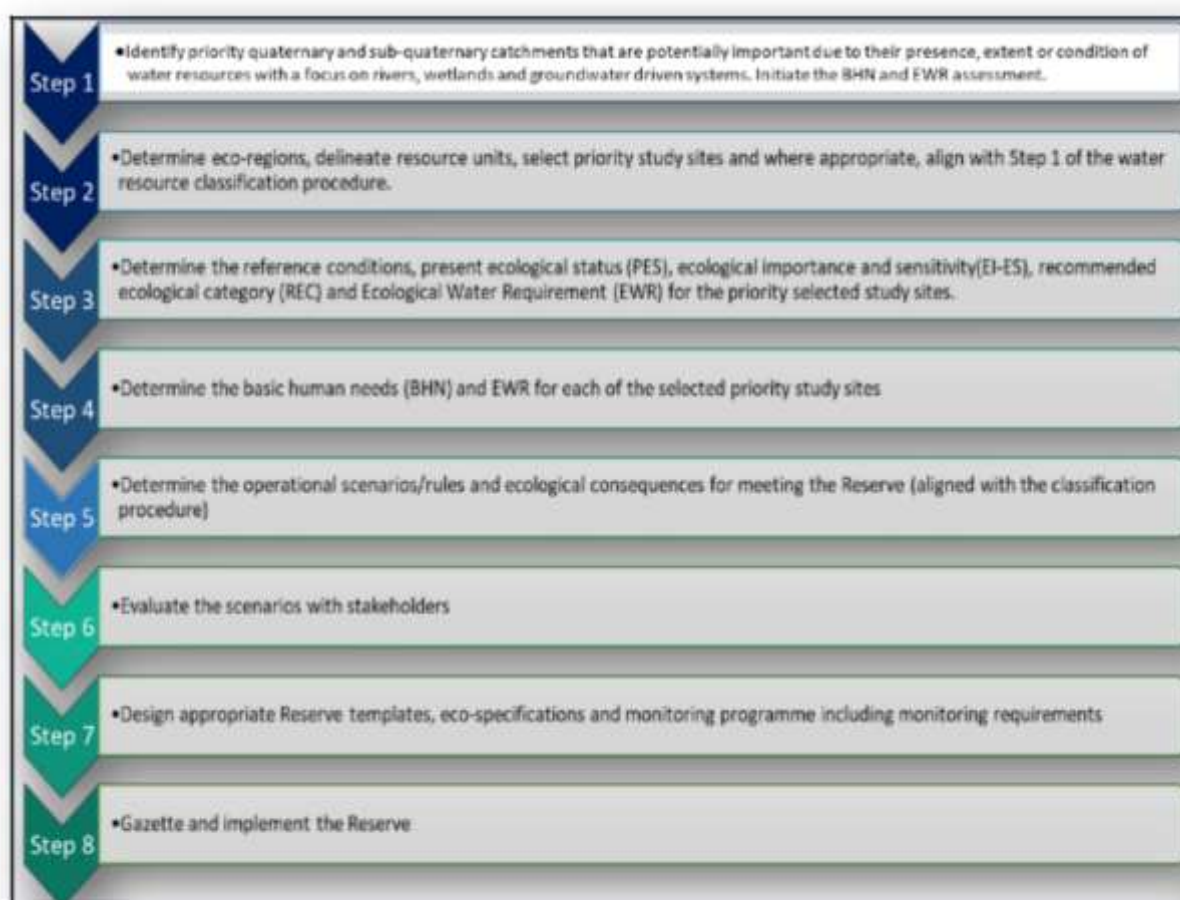 Step 1
•Identify priority quaternary and sub-quaternary catchments that are potentially important due to their presence, extent or condition of
water resources with a focus on rivers, wetlands and groundwater driven systems. Initiate the BHN and EWR assessment.
Step 2
•Determine eco-regions, delineate resource units, select priority study sites and where appropriate, align with Step 1 of the water
resource classification procedure.
Step 3
•Determine the reference conditions, present ecological status (PES), ecological importance and sensitivity(EI-ES), recommended
ecological category (REC) and Ecological Water Requirement (EWR) for the priority selected study sites.
Step 4
•Determine the basic human needs (BHN) and EWR for each of the selected priority study sites
Step 5
•Determine the operational scenarios/rules and ecological consequences for meeting the Reserve (aligned with the classification
procedure)
Step 6
•Evaluate the scenarios with stakeholders
Step 7
•Design appropriate Reserve templates, eco-specifications and monitoring programme including monitoring requirements
Step 8
•Gazette and implement the Reserve